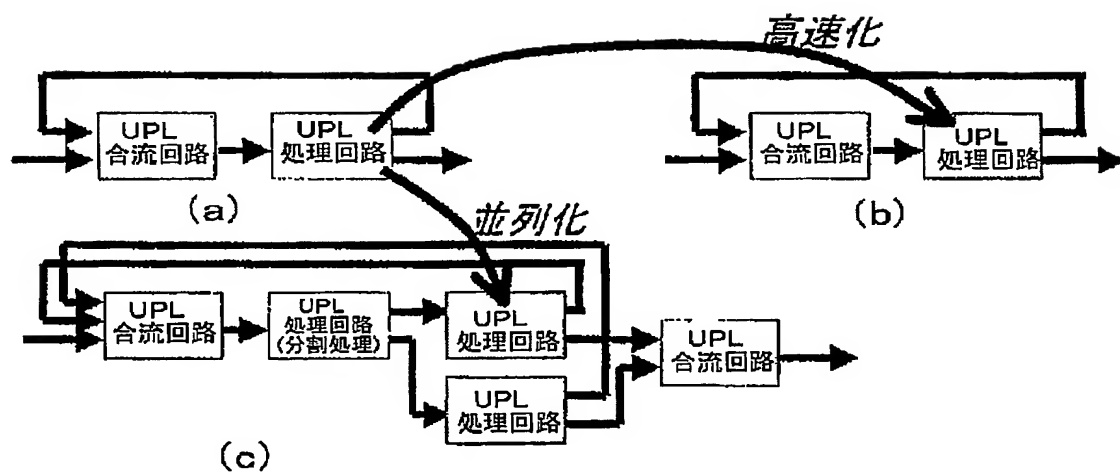 高速化
UPL
合流回路
UPL
処理回路
(a)
UPL
合流回路
UPL
処理回路
(b)
並列化
UPL
合流回路
UPL
処理回路
(分割処理)
UPL
処理回路
UPL
合流回路
UPL
処理回路
(c)